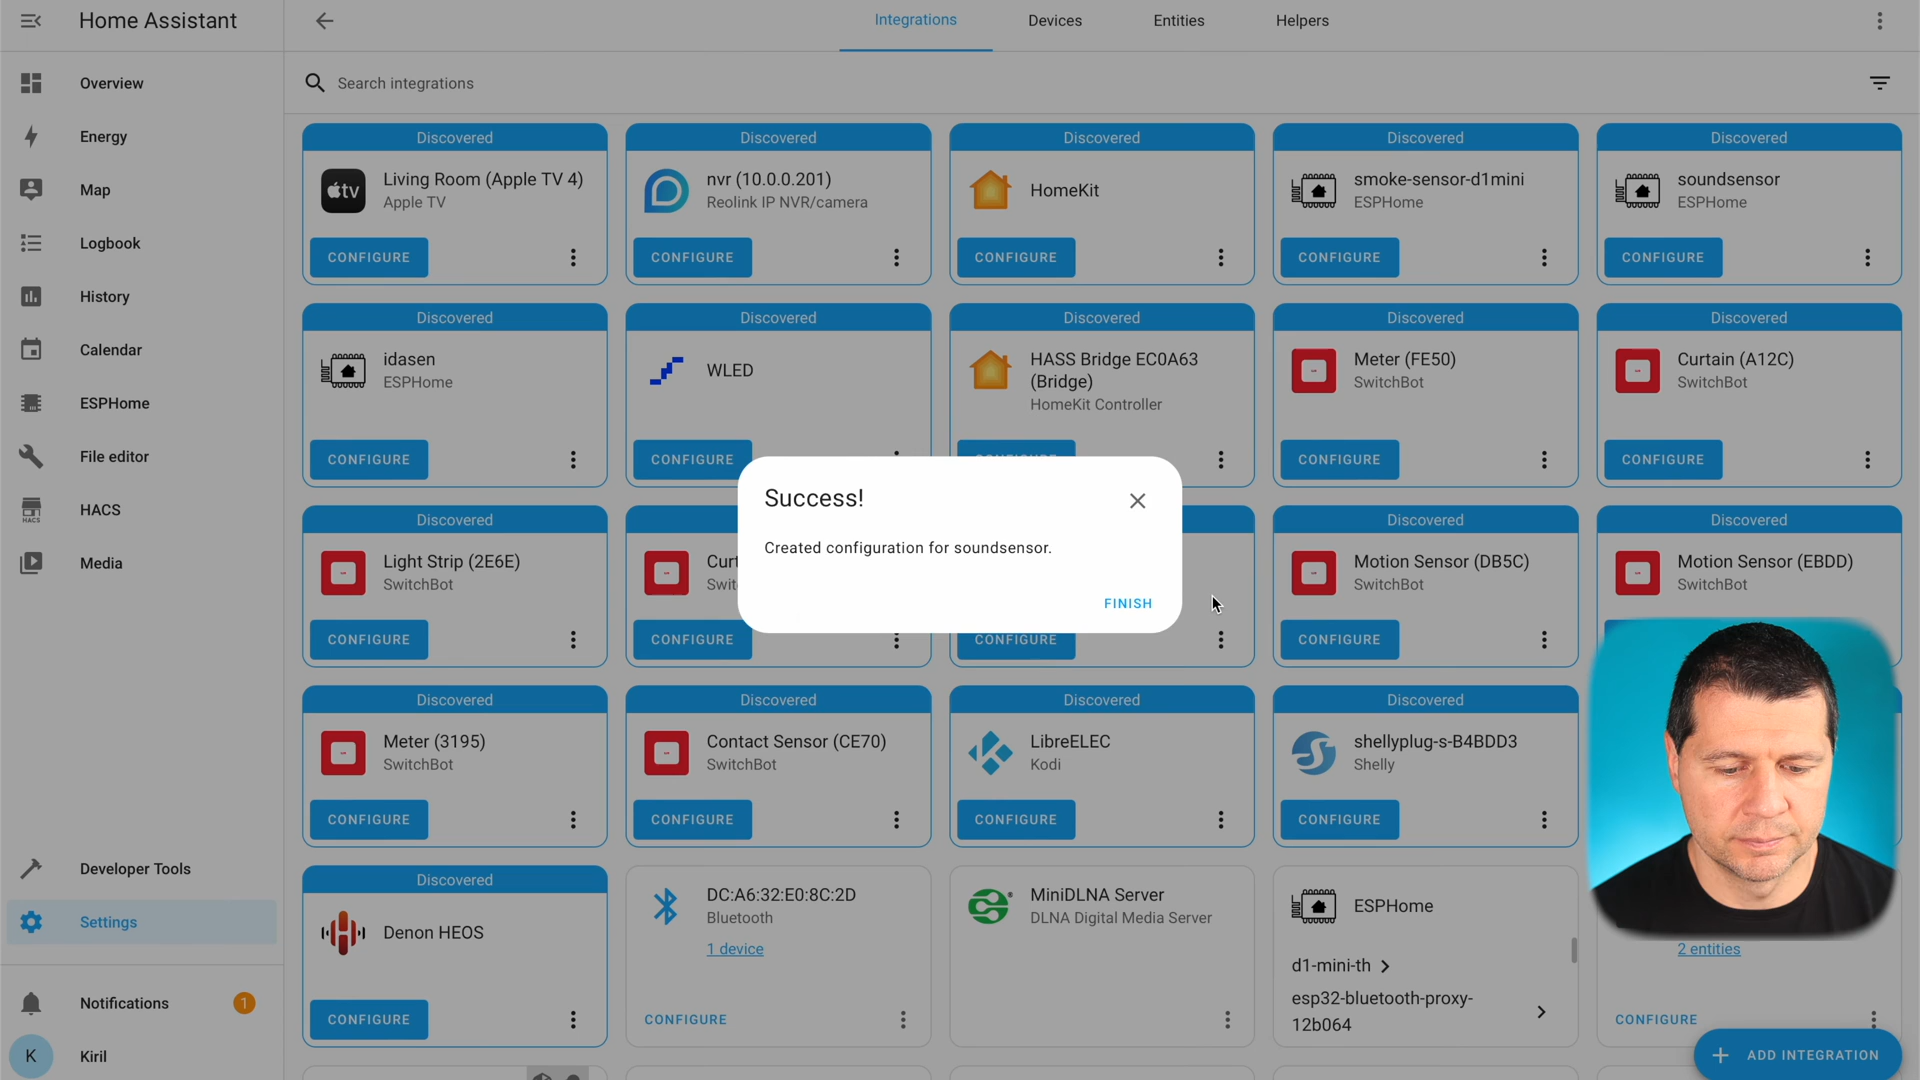 Home Assistant
Integrations
Devices
Entities
Helpers
Search integrations
Overview
Energy
Map
Logbook
History
Calendar
ESPHome
File editor
HACS
HACS
Media
Developer Tools
Settings
Notifications
1
K
Kiril
Discovered
tv
Living Room (Apple TV 4)
Apple TV
CONFIGURE
Discovered
nvr (10.0.0.201)
Reolink IP NVR/camera
CONFIGURE
Discovered
HomeKit
CONFIGURE
Discovered
smoke-sensor-d1mini
ESPHome
CONFIGURE
Discovered
soundsensor
ESPHome
CONFIGURE
Discovered
idasen
ESPHome
CONFIGURE
Discovered
WLED
CONFIGURE
Discovered
HASS Bridge EC0A63
(Bridge)
HomeKit Controller
CONFIGURE
Discovered
Meter (FE50)
SwitchBot
CONFIGURE
Discovered
Curtain (A12C)
SwitchBot
CONFIGURE
Success!
Created configuration for soundsensor.
FINISH
Discovered
Light Strip (2E6E)
SwitchBot
CONFIGURE
Curt
Swit
CONFIGURE
CONFIGURE
Discovered
Motion Sensor (DB5C)
SwitchBot
CONFIGURE
Discovered
Motion Sensor (EBDD)
SwitchBot
Discovered
Meter (3195)
SwitchBot
CONFIGURE
Discovered
Contact Sensor (CE70)
SwitchBot
CONFIGURE
Discovered
LibreELEC
Kodi
CONFIGURE
Discovered
shellyplug-s-B4BDD3
Shelly
CONFIGURE
Discovered
Denon HEOS
CONFIGURE
DC:A6:32:E0:8C:2D
Bluetooth
1 device
CONFIGURE
MiniDLNA Server
DLNA Digital Media Server
ESPHome
d1-mini-th
esp32-bluetooth-proxy-
12b064
2 entities
CONFIGURE
ADD INTEGRATION